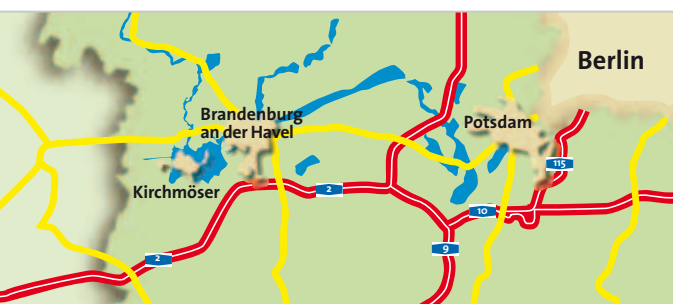 Berlin
Brandenburg
an der Havel
Potsdam
115
Kirchmöser
2
10
9
2